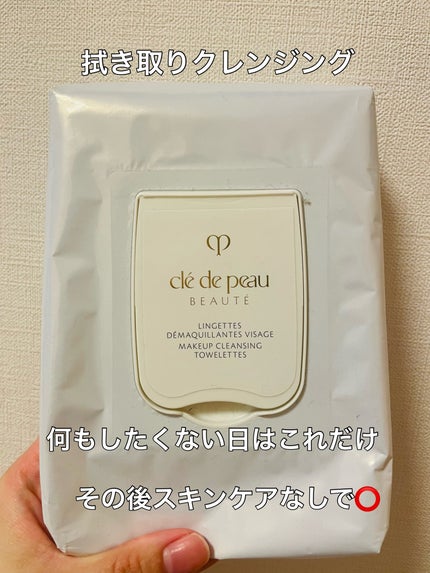 拭き取りクレンジング
clé de peau
BEAUTÉ
LINGETTES
DÉMAQUILLANTES VISAGE
MAKEUP CLEANSING
TOWELETTES
何もしたくない日はこれだけ
その後スキンケアなしで⭕